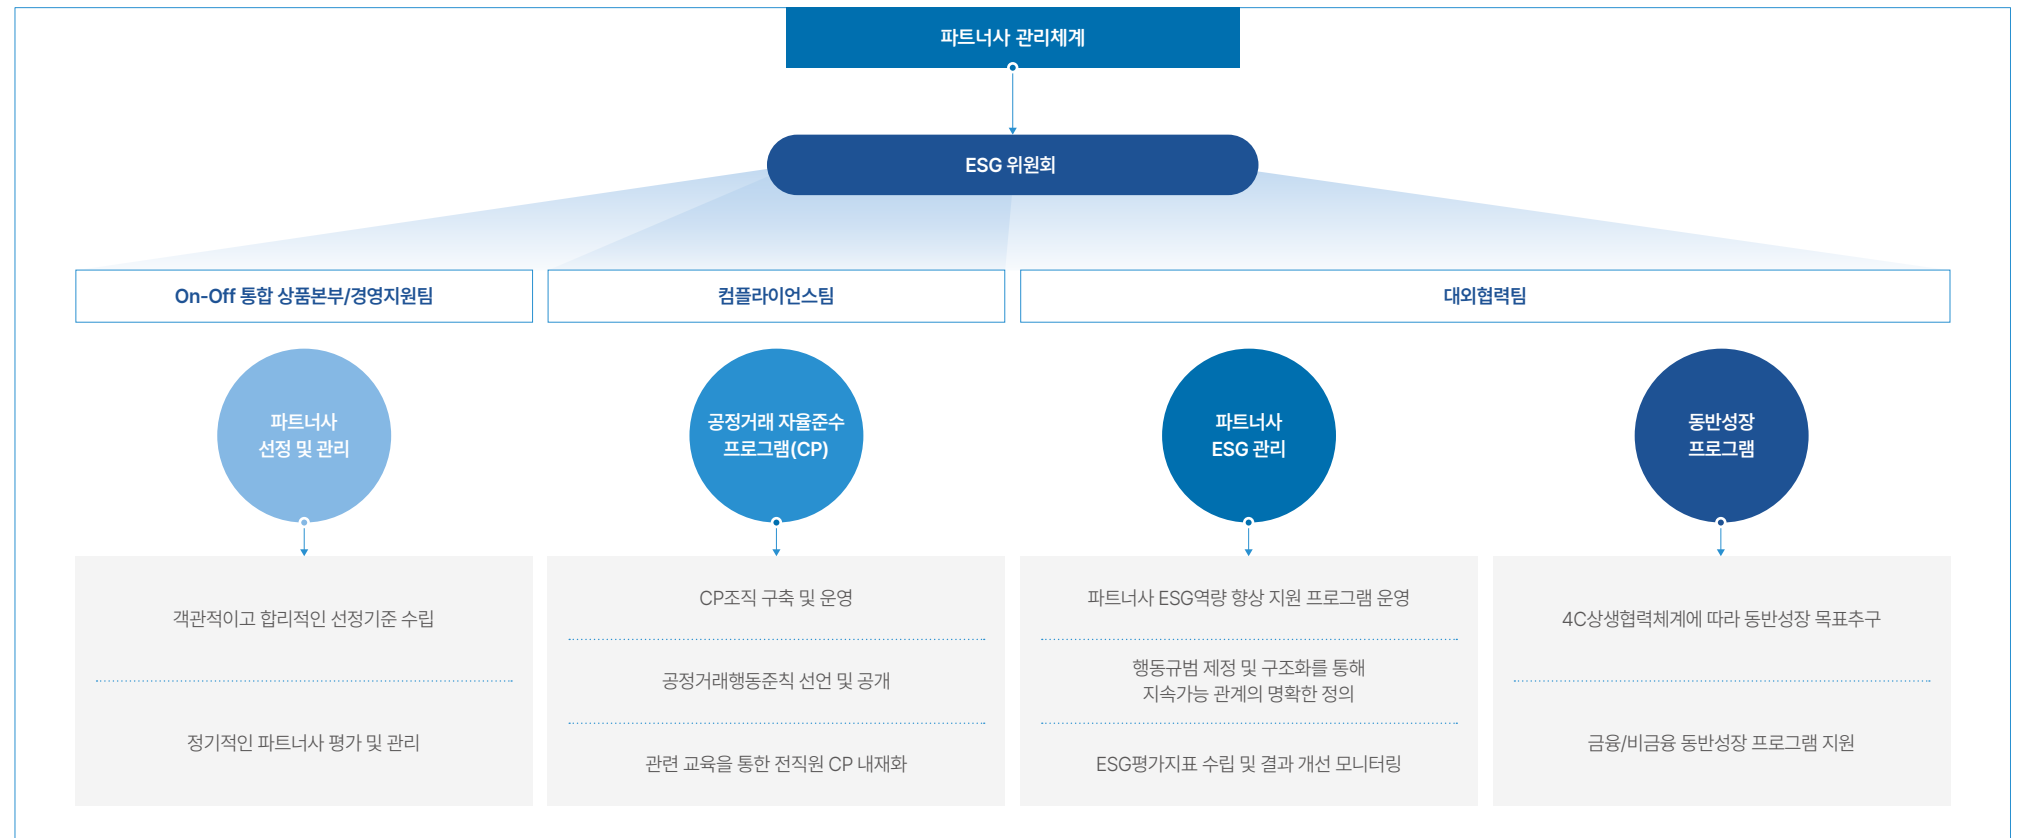 파트너사 관리체계
ESG 위원회
On-Off 통합 상품본부/경영지원팀
컴플라이언스팀
대외협력팀
파트너사
선정 및 관리
공정거래 자율준수
프로그램(CP)
파트너사
ESG 관리
동반성장
프로그램
객관적이고 합리적인 선정기준 수립
정기적인 파트너사 평가 및 관리
CP조직 구축 및 운영
공정거래행동준칙 선언 및 공개
관련 교육을 통한 전직원 CP 내재화
파트너사 ESG역량 향상 지원 프로그램 운영
행동규범 제정 및 구조화를 통해
지속가능 관계의 명확한 정의
ESG평가지표 수립 및 결과 개선 모니터링
4C상생협력체계에 따라 동반성장 목표추구
금융/비금융 동반성장 프로그램 지원